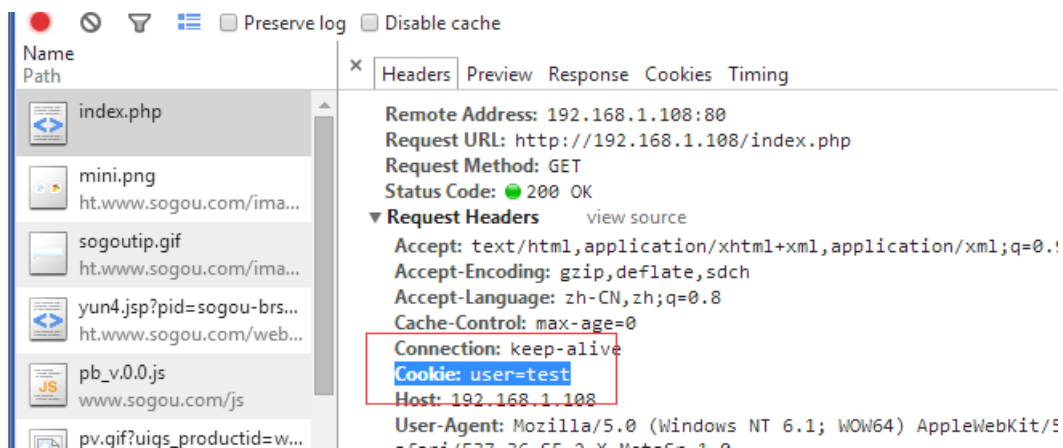 Preserve log Disable cache
Name
Path
index.php
mini.png
ht.www.sogou.com/ima...
sogoutip.gif
ht.www.sogou.com/ima...
yun4.jsp?pid=sogou-brs...
ht.www.sogou.com/web...
pb_v.0.0.js
www.sogou.com/js
pv.gif?uigs_productid=w...
× Headers Preview Response Cookies Timing
Remote Address: 192.168.1.108:80
Request URL: http://192.168.1.108/index.php
Request Method: GET
Status Code: 200 OK
Request Headers view source
Accept: text/html,application/xhtml+xml,application/xml;q=0.9
Accept-Encoding: gzip,deflate,sdch
Accept-Language: zh-CN,zh;q=0.8
Cache-Control: max-age=0
Connection: keep-alive
Cookie: user=test
Host: 192.168.1.108
User-Agent: Mozilla/5.0 (Windows NT 6.1; WOW64) AppleWebKit/5